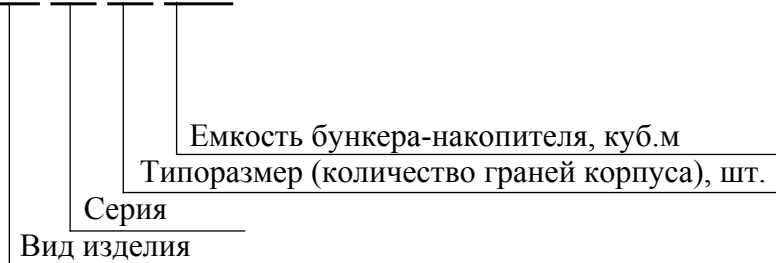 Емкость бункера-накопителя, куб.м
Типоразмер (количество граней корпуса), шт.
Серия
Вид изделия